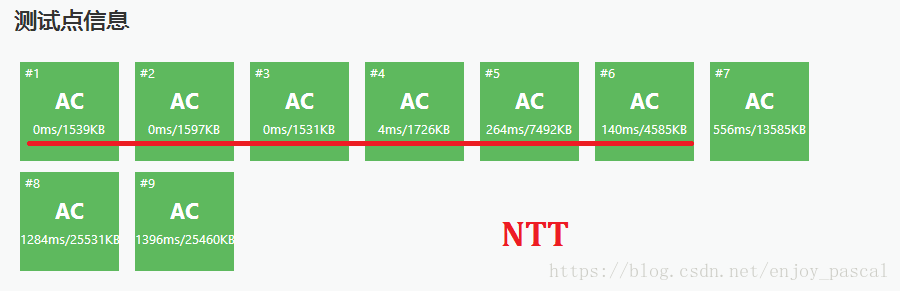 测试点信息
#1 #2 #3 #4 #5 #6 #7
AC AC AC AC AC AC AC
0ms/1539KB 0ms/1597KB 0ms/1531KB 4ms/1726KB 264ms/7492KB 140ms/4585KB 556ms/13585KB
#8 #9
AC AC
1284ms/25531KB 1396ms/25460KB
NTT
https://blog.csdn.net/enjoy_pascal